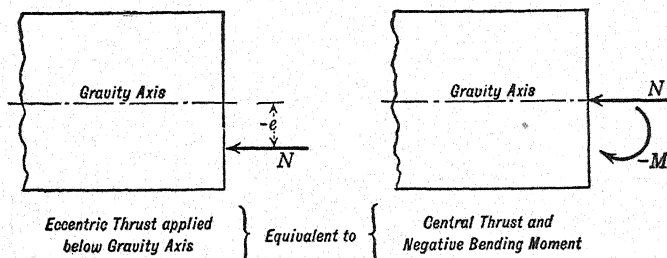 Gravity Axis
-e
N
Gravity Axis
N
-M
Eccentric Thrust applied
below Gravity Axis
Equivalent to
Central Thrust and
Negative Bending Moment